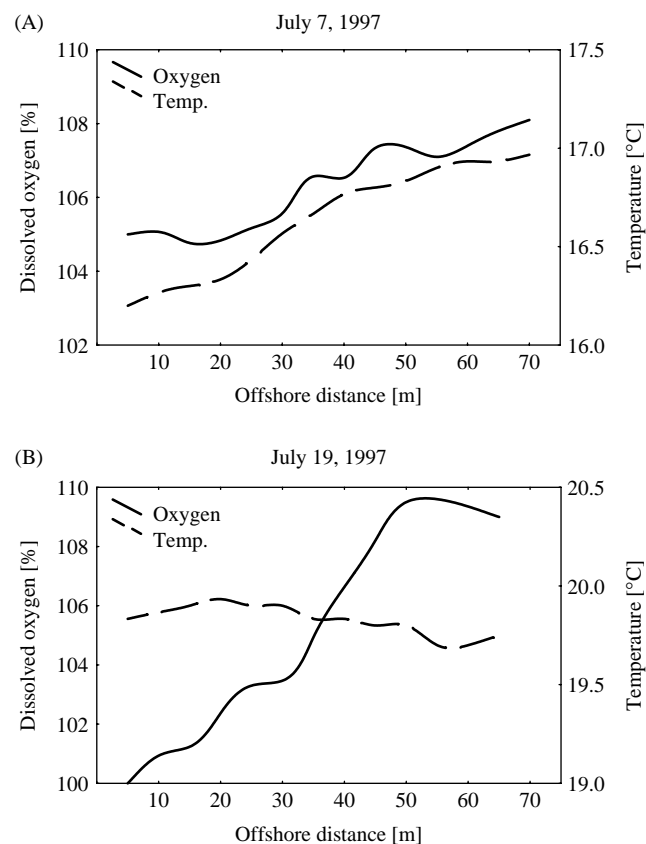 (A) July 7, 1997
110 17.5
Oxygen
Temp.
108
17.0
106
16.5
104
102 16.0
10 20 30 40 50 60 70
Offshore distance [m]
Dissolved oxygen [%]
Temperature [°C]
(B) July 19, 1997
110 20.5
Oxygen
Temp.
108
20.0
106
104
19.5
102
100 19.0
10 20 30 40 50 60 70
Offshore distance [m]
Dissolved oxygen [%]
Temperature [°C]